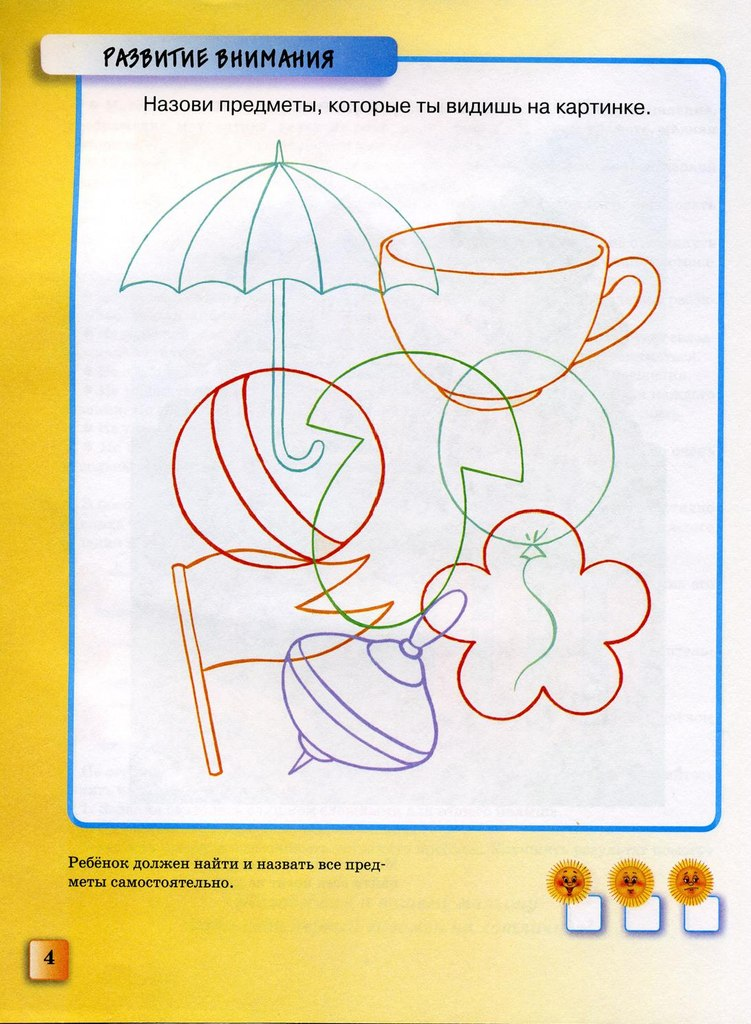 РАЗВИТИЕ ВНИМАНИЯ
Назови предметы, которые ты видишь на картинке.
Ребёнок должен найти и назвать все пред-
меты самостоятельно.
4